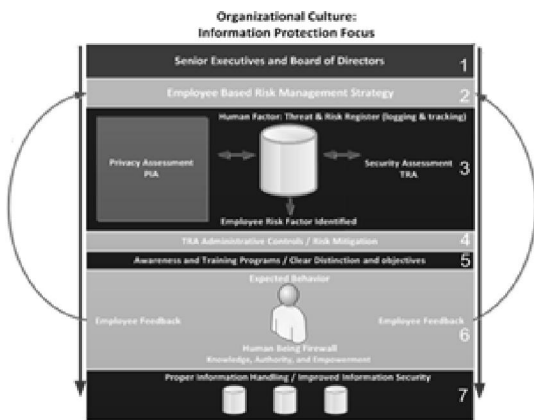 Organizational Culture:
Information Protection Focus
Senior Executives and Board of Directors
1
Employee Based Risk Management Strategy
2
Human Factor: Threat & Risk Register (logging & tracking)
Privacy Assessment
PIA
Security Assessment
TRA
3
Employee Risk Factor Identified
TRA Administrative Controls / Risk Mitigation
4
Awareness and Training Programs / Clear Distinction and objectives
5
Expected Behavior
Employee Feedback
Employee Feedback
6
Human Being Firewall
Knowledge, Authority, and Empowerment
Proper Information Handling / Improved Information Security
7